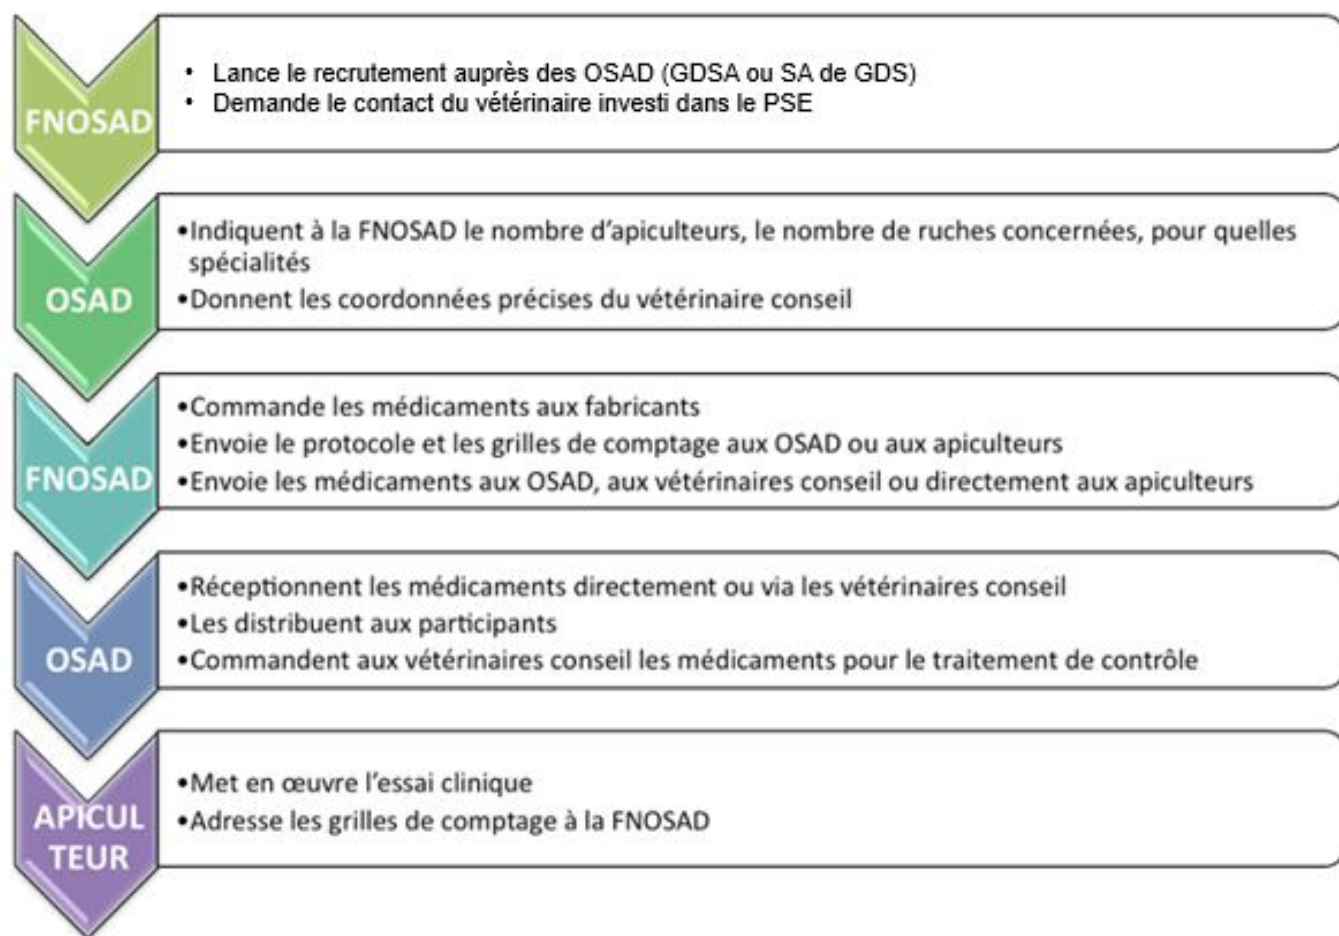 FNOSAD
• Lance le recrutement auprès des OSAD (GDSA ou SA de GDS)
• Demande le contact du vétérinaire investi dans le PSE
OSAD
•Indiquent à la FNOSAD le nombre d’apiculteurs, le nombre de ruches concernées, pour quelles
spécialités
•Donnent les coordonnées précises du vétérinaire conseil
FNOSAD
•Commande les médicaments aux fabricants
•Envoie le protocole et les grilles de comptage aux OSAD ou aux apiculteurs
•Envoie les médicaments aux OSAD, aux vétérinaires conseil ou directement aux apiculteurs
OSAD
•Réceptionnent les médicaments directement ou via les vétérinaires conseil
•Les distribuent aux participants
•Commandent aux vétérinaires conseil les médicaments pour le traitement de contrôle
APICUL
TEUR
•Met en œuvre l’essai clinique
•Adresse les grilles de comptage à la FNOSAD